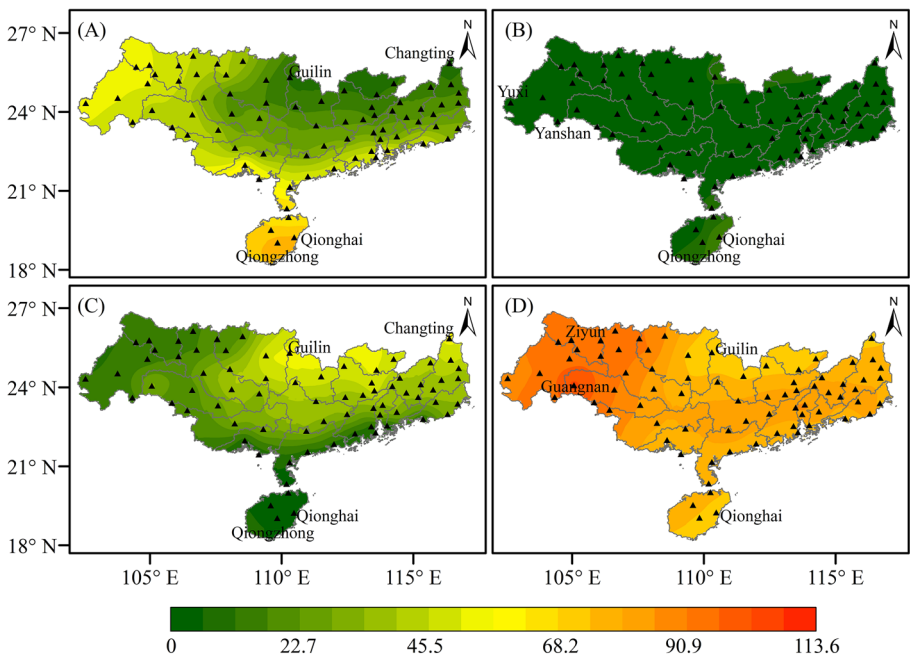 (A)
N
27° N
Changting
Guilin
24° N
21° N
Qionghai
Qiongzhong
18° N
(B)
N
Yuxi
Yanshan
Qionghai
Qiongzhong
(C)
N
27° N
Changting
Guilin
24° N
21° N
Qionghai
Qiongzhong
18° N
105° E
110° E
115° E
(D)
N
Ziyun
Guilin
Guangnan
Qionghai
105° E
110° E
115° E
0
22.7
45.5
68.2
90.9
113.6